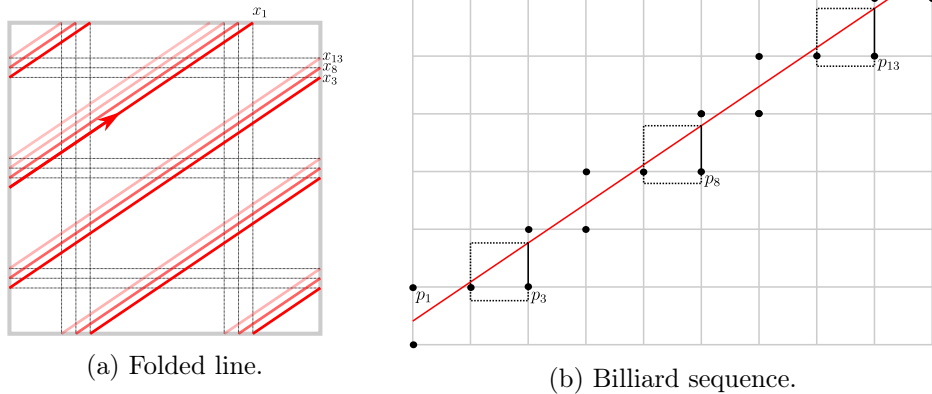 x₁
x₁₃
x₈
x₃
(a) Folded line.
p₁₃
p₈
p₁
p₃
(b) Billiard sequence.